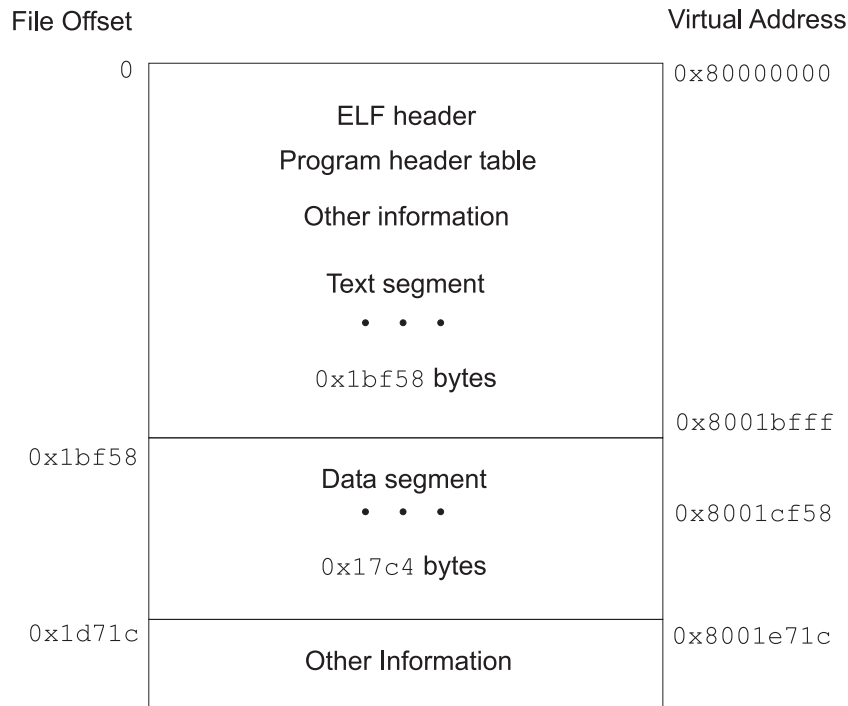 File Offset
Virtual Address
0
0x80000000
ELF header
Program header table
Other information
Text segment
• • •
0x1bf58 bytes
0x8001bfff
0x1bf58
Data segment
• • •
0x8001cf58
0x17c4 bytes
0x1d71c
0x8001e71c
Other Information